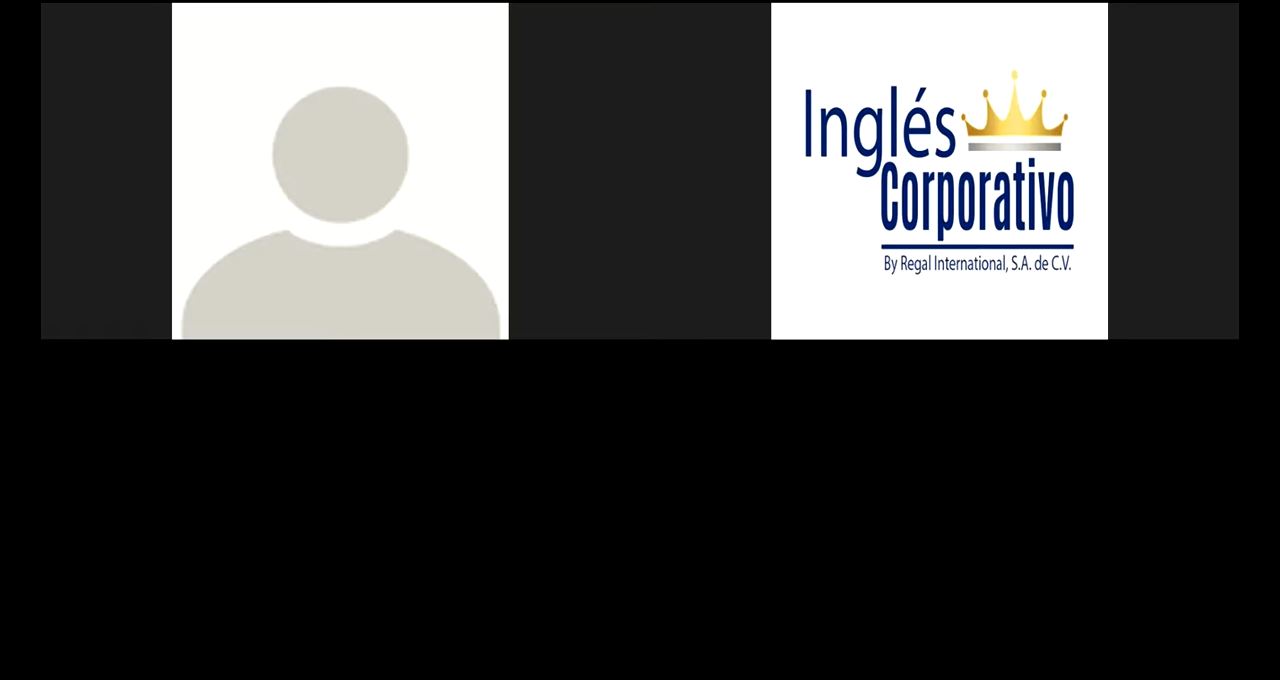 Inglés
Corporativo
By Regal International, S.A. de C.V.